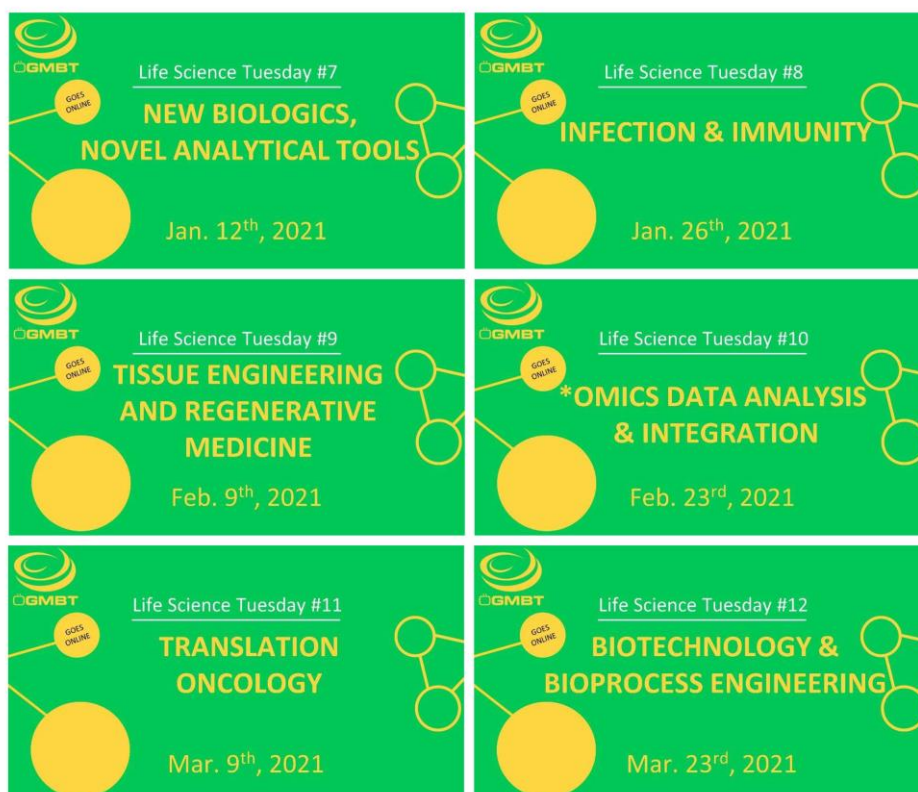 ÖGMBT
GOES
ONLINE
Life Science Tuesday #7
NEW BIOLOGICS,
NOVEL ANALYTICAL TOOLS
Jan. 12th, 2021
ÖGMBT
GOES
ONLINE
Life Science Tuesday #8
INFECTION & IMMUNITY
Jan. 26th, 2021
ÖGMBT
GOES
ONLINE
Life Science Tuesday #9
TISSUE ENGINEERING
AND REGENERATIVE
MEDICINE
Feb. 9th, 2021
ÖGMBT
GOES
ONLINE
Life Science Tuesday #10
*OMICS DATA ANALYSIS
& INTEGRATION
Feb. 23rd, 2021
ÖGMBT
GOES
ONLINE
Life Science Tuesday #11
TRANSLATION
ONCOLOGY
Mar. 9th, 2021
ÖGMBT
GOES
ONLINE
Life Science Tuesday #12
BIOTECHNOLOGY &
BIOPROCESS ENGINEERING
Mar. 23rd, 2021